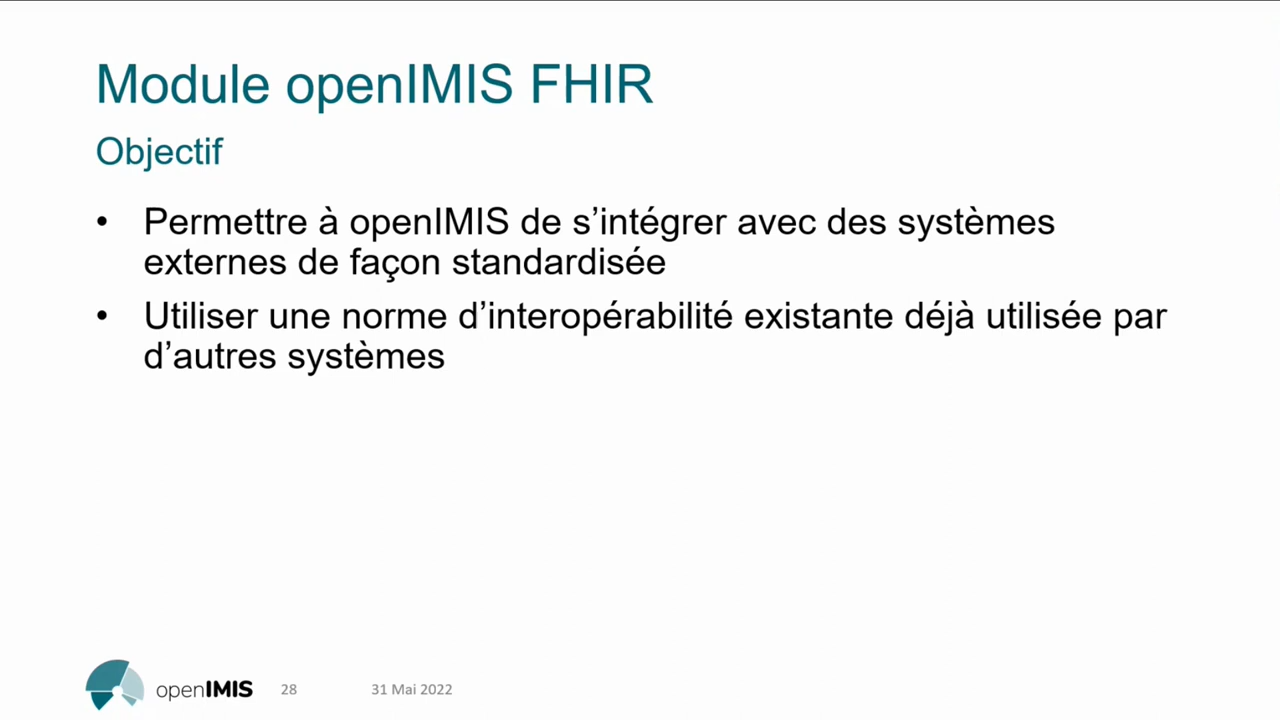 Module openIMIS FHIR
Objectif
• Permettre à openIMIS de s’intégrer avec des systèmes
externes de façon standardisée
• Utiliser une norme d’interopérabilité existante déjà utilisée par
d’autres systèmes
openIMIS 28 31 Mai 2022